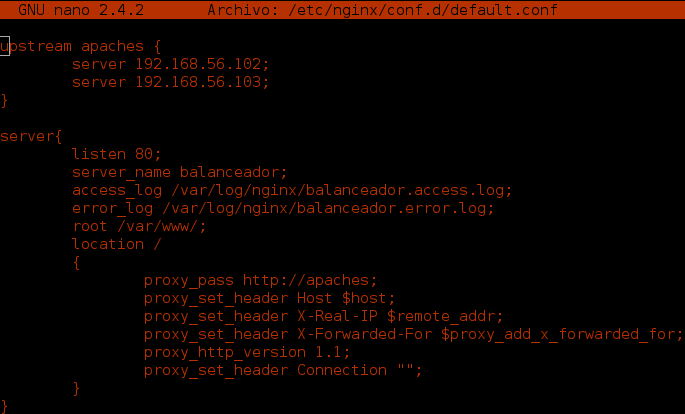 GNU nano 2.4.2 Archivo: /etc/nginx/conf.d/default.conf
upstream apaches {
server 192.168.56.102;
server 192.168.56.103;
}
server{
listen 80;
server_name balanceador;
access_log /var/log/nginx/balanceador.access.log;
error_log /var/log/nginx/balanceador.error.log;
root /var/www/;
location /
{
proxy_pass http://apaches;
proxy_set_header Host $host;
proxy_set_header X-Real-IP $remote_addr;
proxy_set_header X-Forwarded-For $proxy_add_x_forwarded_for;
proxy_http_version 1.1;
proxy_set_header Connection "";
}
}